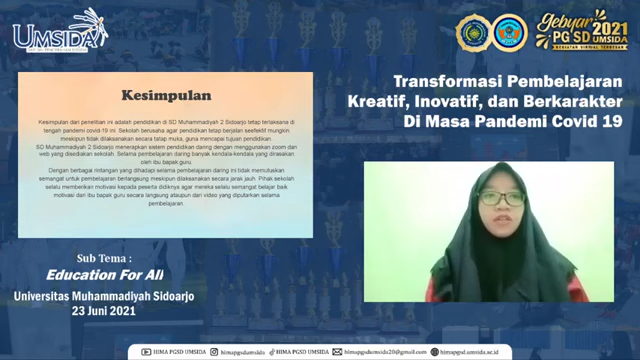 UMSIDA
Gebyar
PGSD 2021
UMSIDA
KEGIATAN VIRTUAL TERBESAR
Kesimpulan
Kesimpulan dari penelitian ini adalah pendidikan di SD Muhammadiyah 2 Sidoarjo tetap terlaksana di
tengah pandemi covid-19 ini. Sekolah berusaha agar pendidikan tetap berjalan seefektif mungkin
meskipun tidak dilaksanakan secara tatap muka, guna mencapai tujuan pendidikan.
SD Muhammadiyah 2 Sidoarjo menerapkan sistem pendidikan daring dengan menggunakan zoom dan
web yang disediakan sekolah. Selama pembelajaran daring banyak kendala-kendala yang dirasakan
oleh ibu bapak guru.
Dengan berbagai rintangan yang dihadapi selama pembelajaran daring ini tidak memutuskan
semangat untuk pembelajaran berlangsung meskipun dilaksanakan secara jarak jauh. Pihak sekolah
selalu memberikan motivasi kepada peserta didiknya agar mereka selalu semangat belajar baik
motivasi dari ibu bapak guru secara langsung ataupun dari video yang diputarkan selama
pembelajaran.
Transformasi Pembelajaran
Kreatif, Inovatif, dan Berkarakter
Di Masa Pandemi Covid 19
Sub Tema :
Education For All
Universitas Muhammadiyah Sidoarjo
23 Juni 2021
HIMA PGSD UMSIDA
himapgsdumsida
HIMA PGSD UMSIDA
himapgsdumsida20@gmail.com
himapgsd.umsida.ac.id